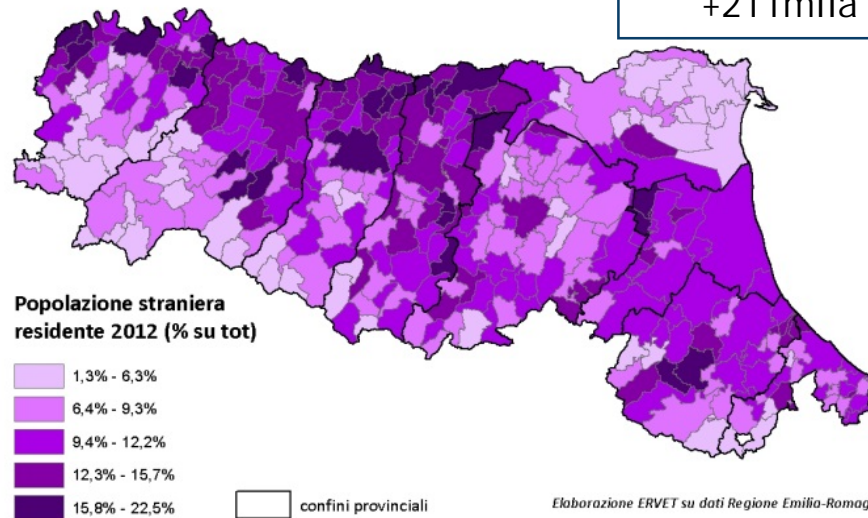 +211mila
Popolazione straniera
residente 2012 (% su tot)
1,3% - 6,3%
6,4% - 9,3%
9,4% - 12,2%
12,3% - 15,7%
15,8% - 22,5%
confini provinciali
Elaborazione ERVET su dati Regione Emilia-Romag